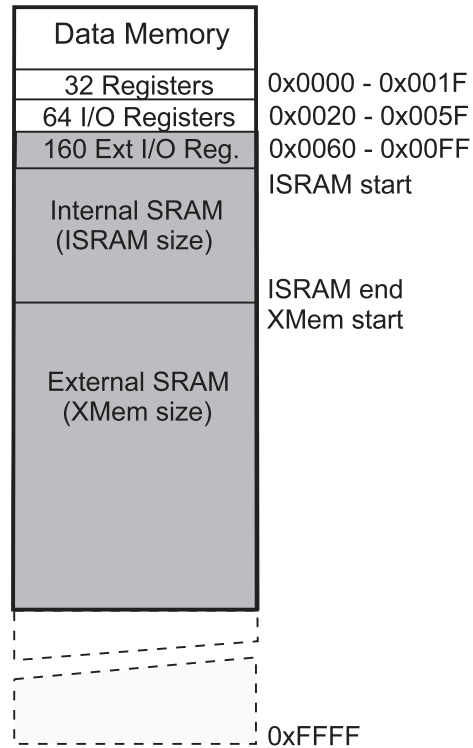 Data Memory
32 Registers 0x0000 - 0x001F
64 I/O Registers 0x0020 - 0x005F
160 Ext I/O Reg. 0x0060 - 0x00FF
ISRAM start
Internal SRAM
(ISRAM size)
ISRAM end
XMem start
External SRAM
(XMem size)
0xFFFF